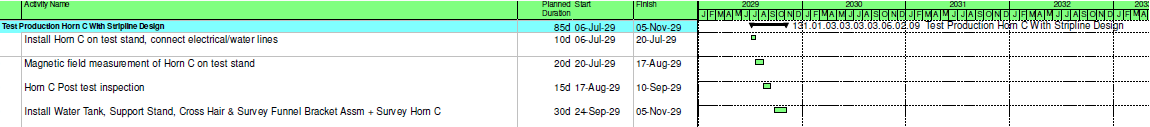 Activity Name Planned Duration Start Finish 2029 2030 2031 2032 2033
J F M A M J J A S O N D J F M A M J J A S O N D J F M A M J J A S O N D J F M A M J J A S O N D J F M A
Test Production Horn C With Stripline Design 85d 06-Jul-29 05-Nov-29 131.01.03.03.03.06.02.09 Test Production Horn C With Stripline Design
Install Horn C on test stand, connect electrical/water lines 10d 06-Jul-29 20-Jul-29
Magnetic field measurement of Horn C on test stand 20d 20-Jul-29 17-Aug-29
Horn C Post test inspection 15d 17-Aug-29 10-Sep-29
Install Water Tank, Support Stand, Cross Hair & Survey Funnel Bracket Assm + Survey Horn C 30d 24-Sep-29 05-Nov-29